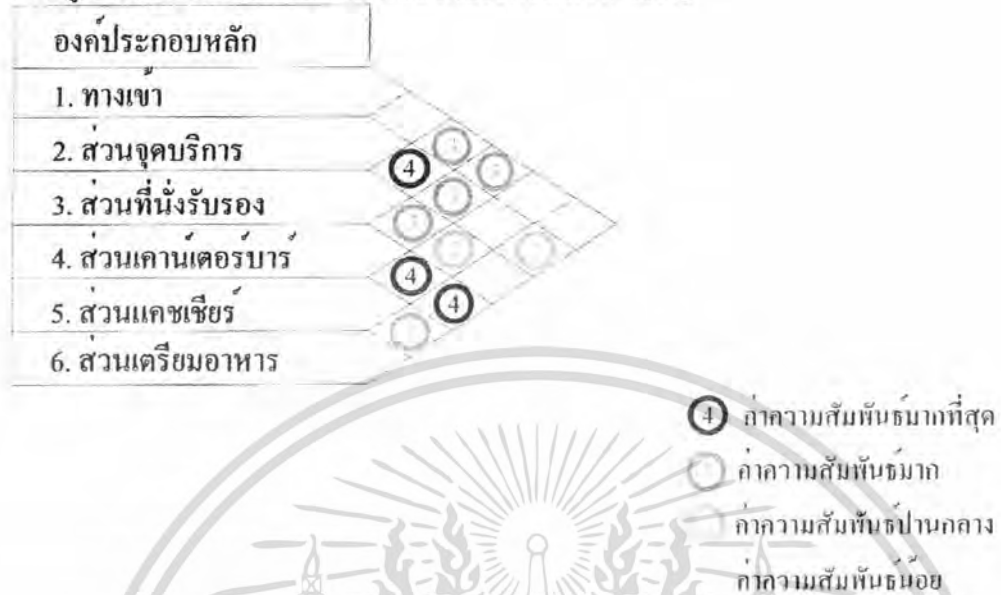 องค์ประกอบหลัก
1. ทางเข้า
2. ส่วนจุดบริการ
3. ส่วนที่นั่งรับรอง
4. ส่วนเคาน์เตอร์บาร์
5. ส่วนแคชเชียร์
6. ส่วนเตรียมอาหาร
4
4
4
4 ค่าความสัมพันธ์มากที่สุด
ค่าความสัมพันธ์มาก
ค่าความสัมพันธ์ปานกลาง
ค่าความสัมพันธ์น้อย